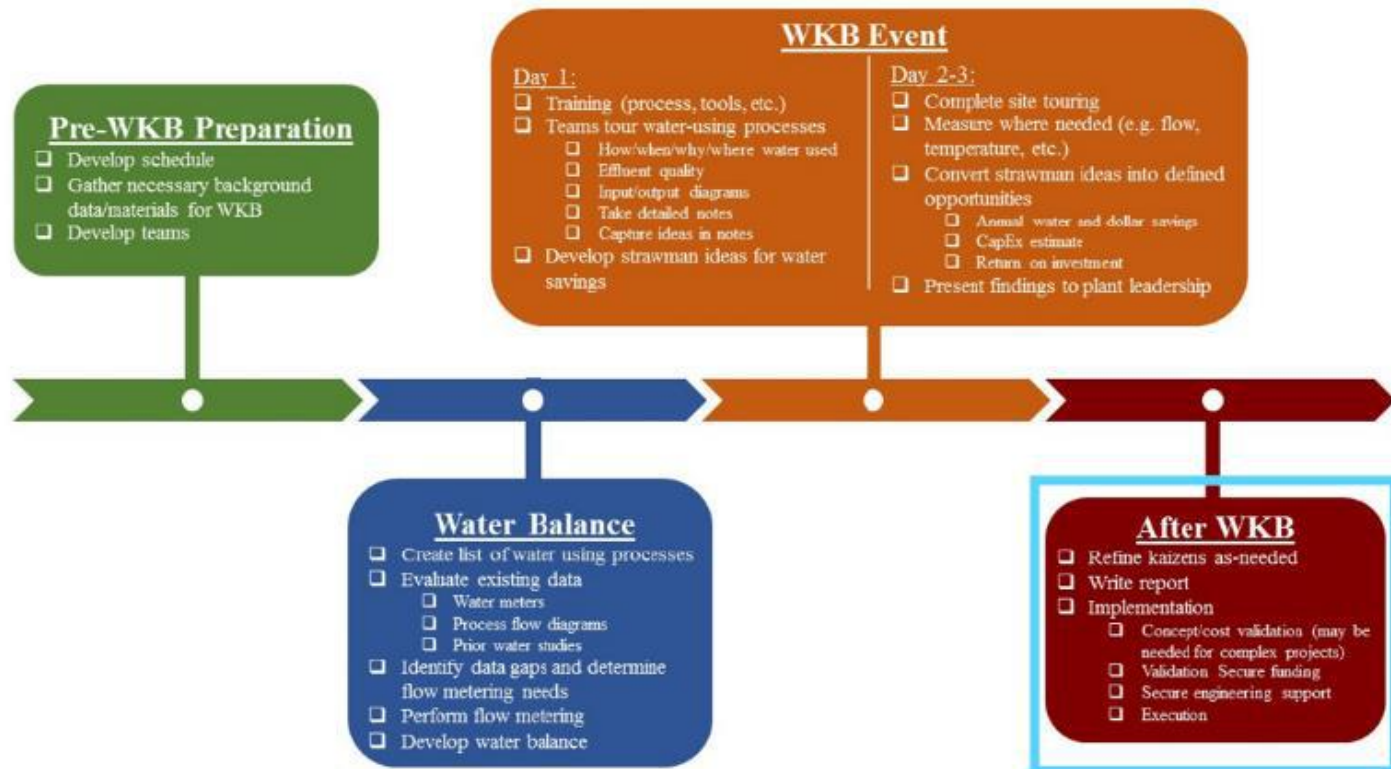 Pre-WKB Preparation
Develop schedule
Gather necessary background
data/materials for WKB
Develop teams
Water Balance
Create list of water using processes
Evaluate existing data
Water meters
Process flow diagrams
Prior water studies
Identify data gaps and determine
flow metering needs
Perform flow metering
Develop water balance
WKB Event
Day 1:
Training (process, tools, etc.)
Teams tour water-using processes
How/when/why/where water used
Effluent quality
Input/output diagrams
Take detailed notes
Capture ideas in notes
Develop strawman ideas for water
savings
Day 2-3:
Complete site touring
Measure where needed (e.g. flow,
temperature, etc.)
Convert strawman ideas into defined
opportunities
Annual water and dollar savings
CapEx estimate
Return on investment
Present findings to plant leadership
After WKB
Refine kaizens as-needed
Write report
Implementation
Concept/cost validation (may be
needed for complex projects)
Validation Secure funding
Secure engineering support
Execution